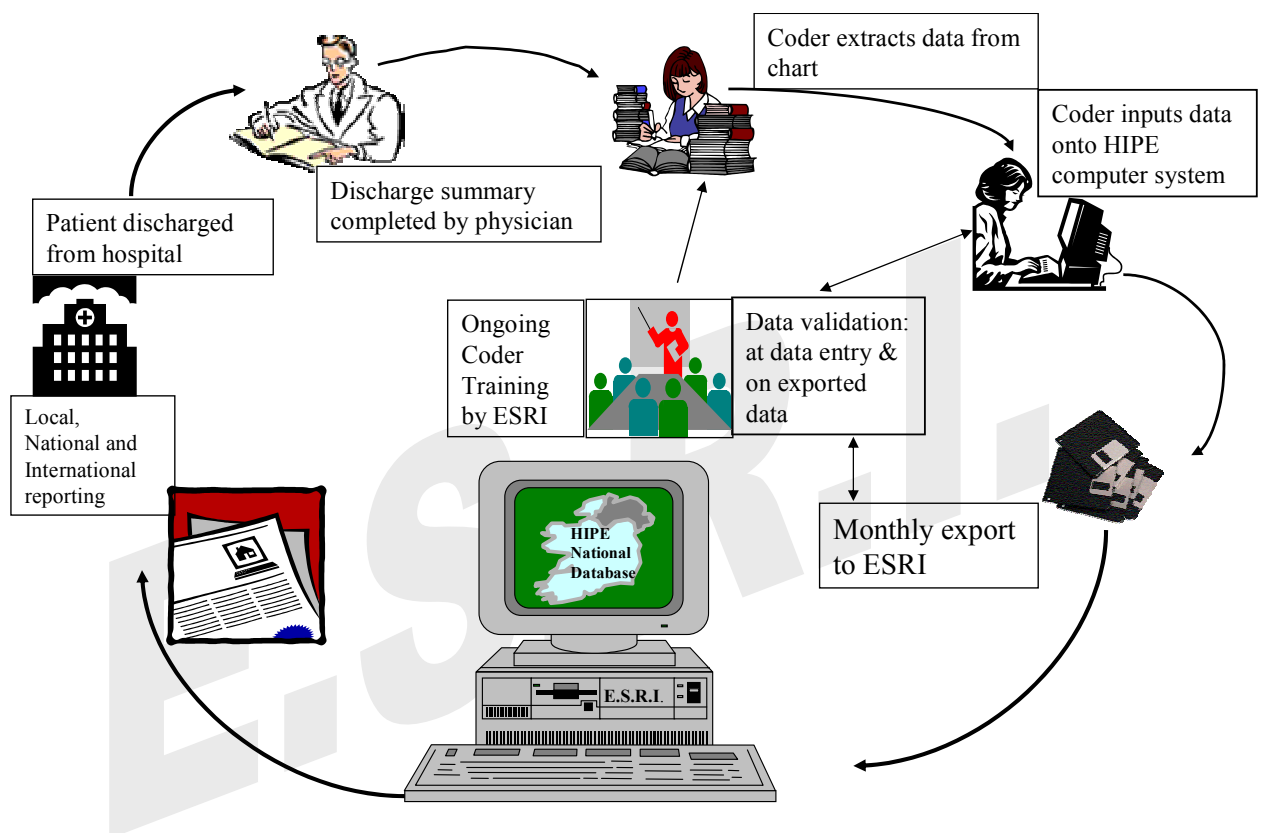 Coder extracts data from
chart
Coder inputs data
onto HIPE
computer system
Discharge summary
completed by physician
Patient discharged
from hospital
Ongoing
Coder
Training
by ESRI
Data validation:
at data entry &
on exported
data
Local,
National and
International
reporting
Monthly export
to ESRI
HIPE
National
Database
E.S.R.I.
E.S.R.I.